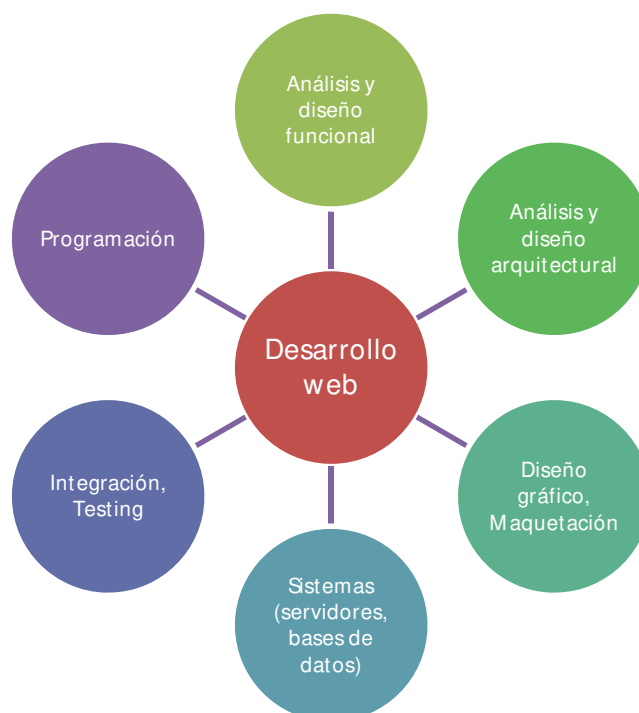 Análisis y
diseño
funcional
Análisis y
diseño
arquitectural
Programación
Desarrollo
web
Integración,
Testing
Diseño
gráfico,
Maquetación
Sistemas
(servidores,
bases de
datos)